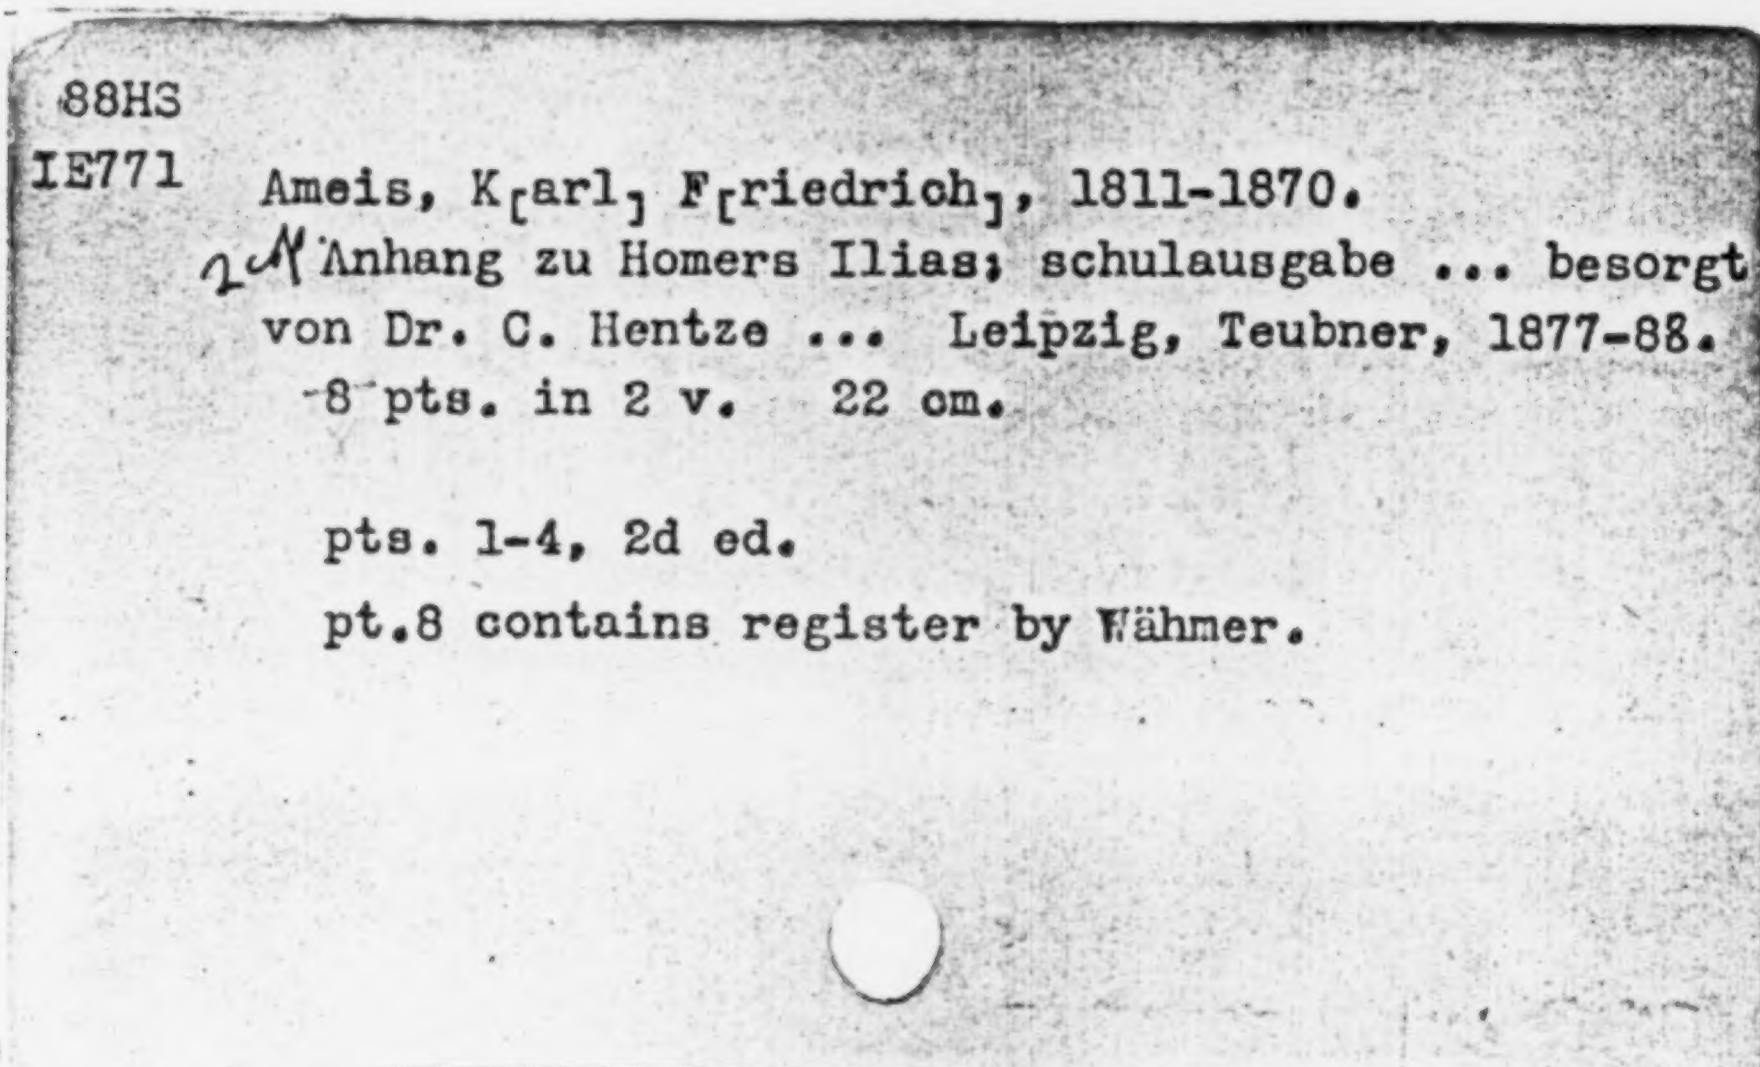 88HS
IE771
Ameis, K[arl] F[riedrich], 1811-1870.
Anhang zu Homers Ilias; schulausgabe ... besorgt
von Dr. C. Hentze ... Leipzig, Teubner, 1877-88.
8 pts. in 2 v. 22 cm.
pts. 1-4, 2d ed.
pt.8 contains register by Wähmer.